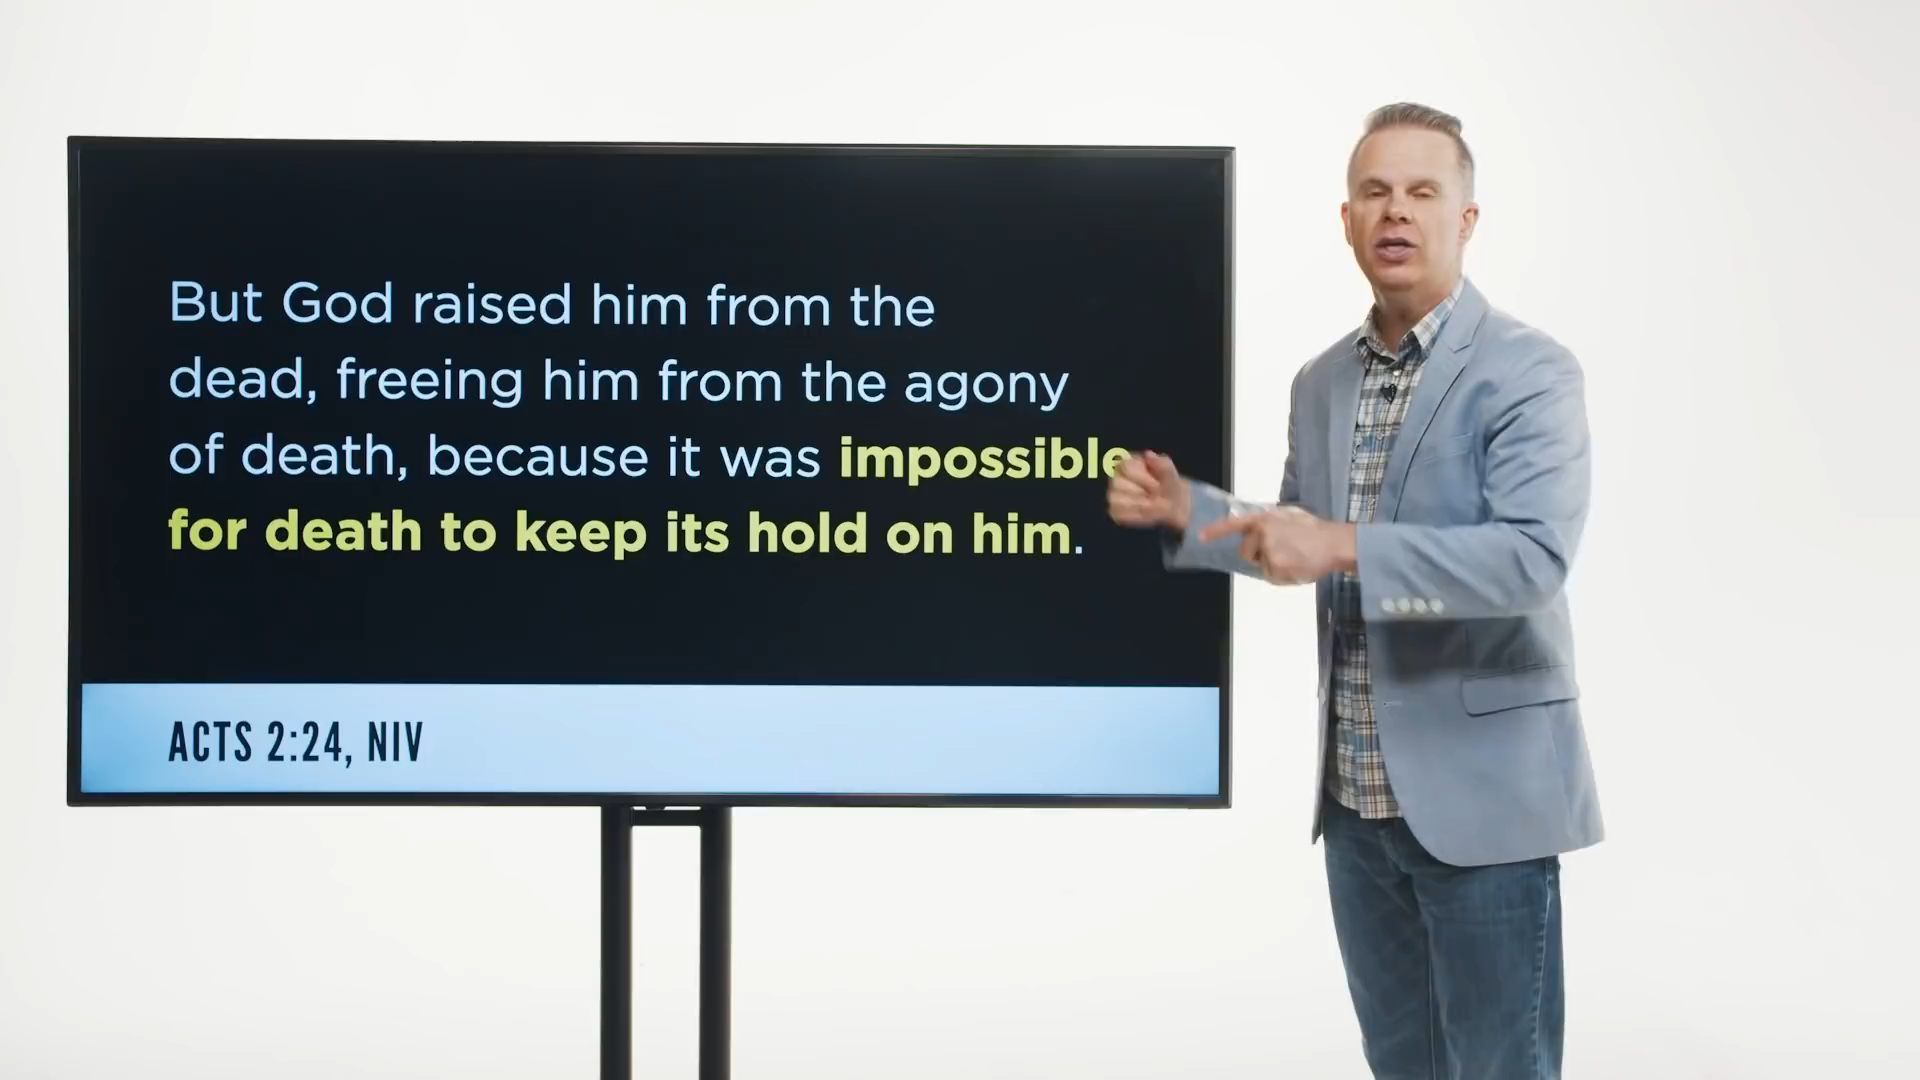 But God raised him from the
dead, freeing him from the agony
of death, because it was impossible
for death to keep its hold on him.
ACTS 2:24, NIV